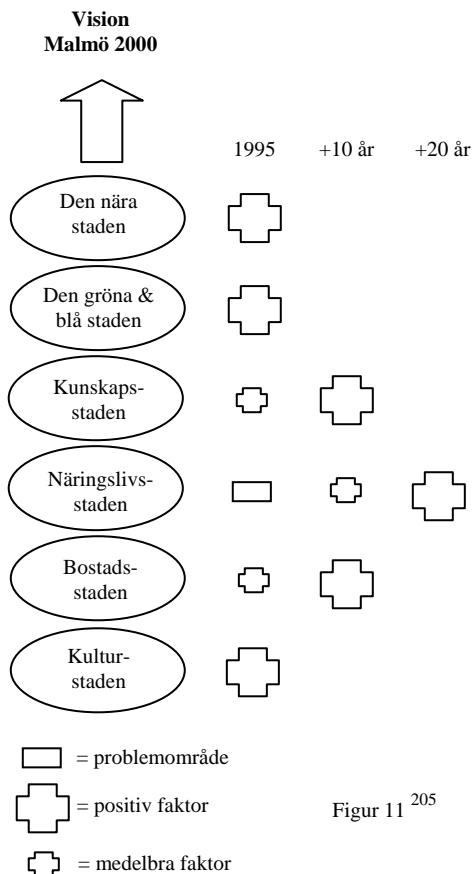 Vision
Malmö 2000
1995 +10 år +20 år
Den nära
staden
Den gröna &
blå staden
Kunskaps-
staden
Näringslivs-
staden
Bostads-
staden
Kultur-
staden
= problemområde
= positiv faktor
Figur 11 205
= medelbra faktor